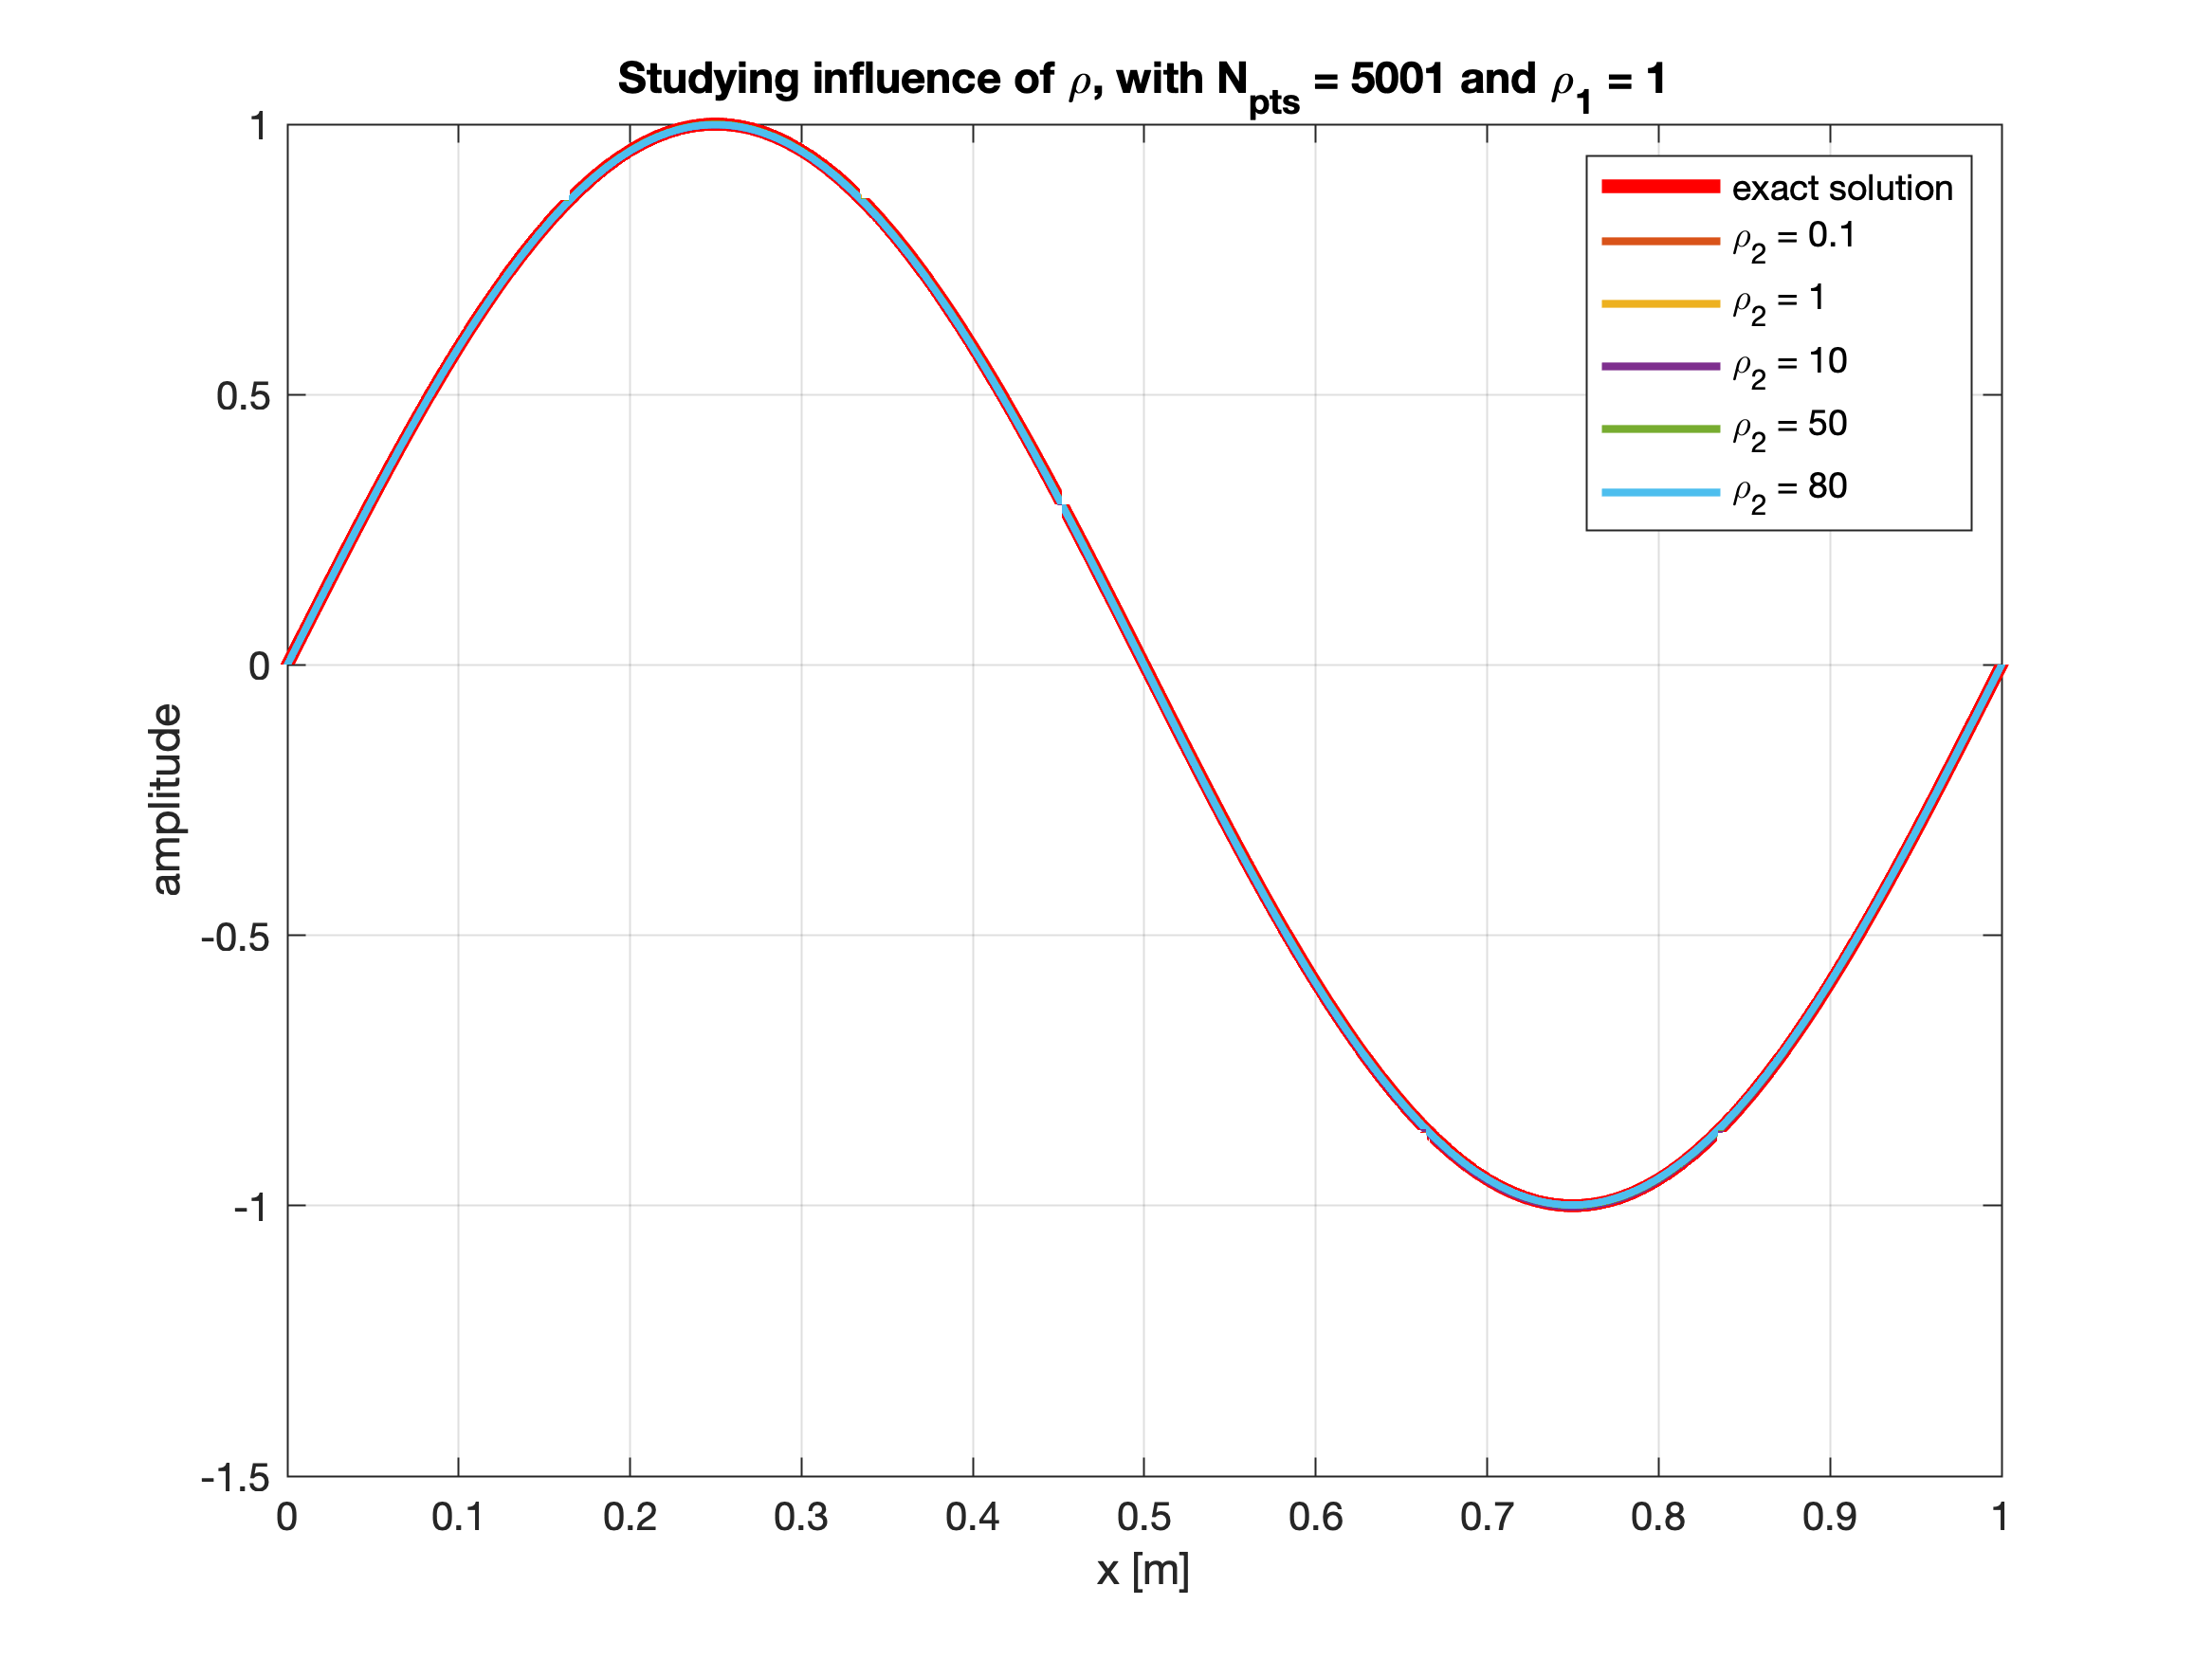 Studying influence of ρ, with N_pts = 5001 and ρ_1 = 1
1
0.5
0
-0.5
-1
-1.5
amplitude
exact solution
ρ_2 = 0.1
ρ_2 = 1
ρ_2 = 10
ρ_2 = 50
ρ_2 = 80
0 0.1 0.2 0.3 0.4 0.5 0.6 0.7 0.8 0.9 1
x [m]